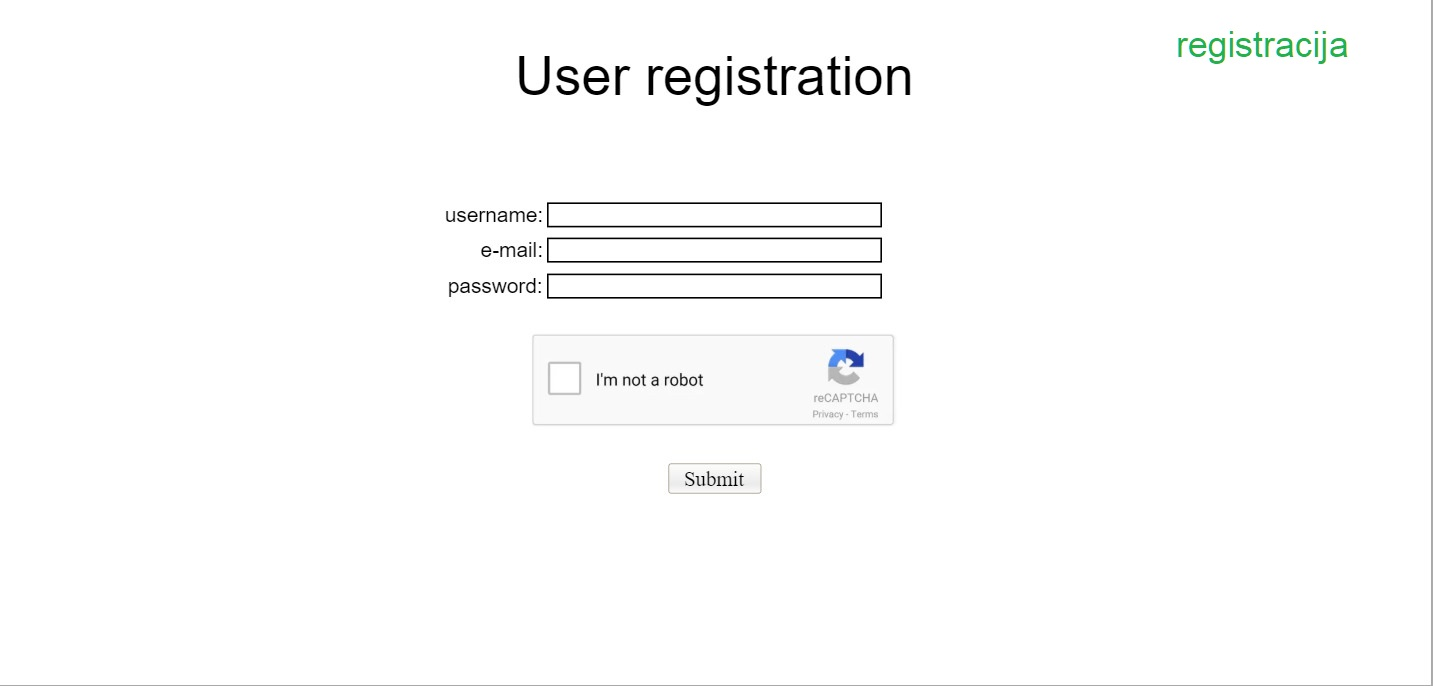 registracija
User registration
username:
e-mail:
password:
I'm not a robot
reCAPTCHA
Privacy - Terms
Submit